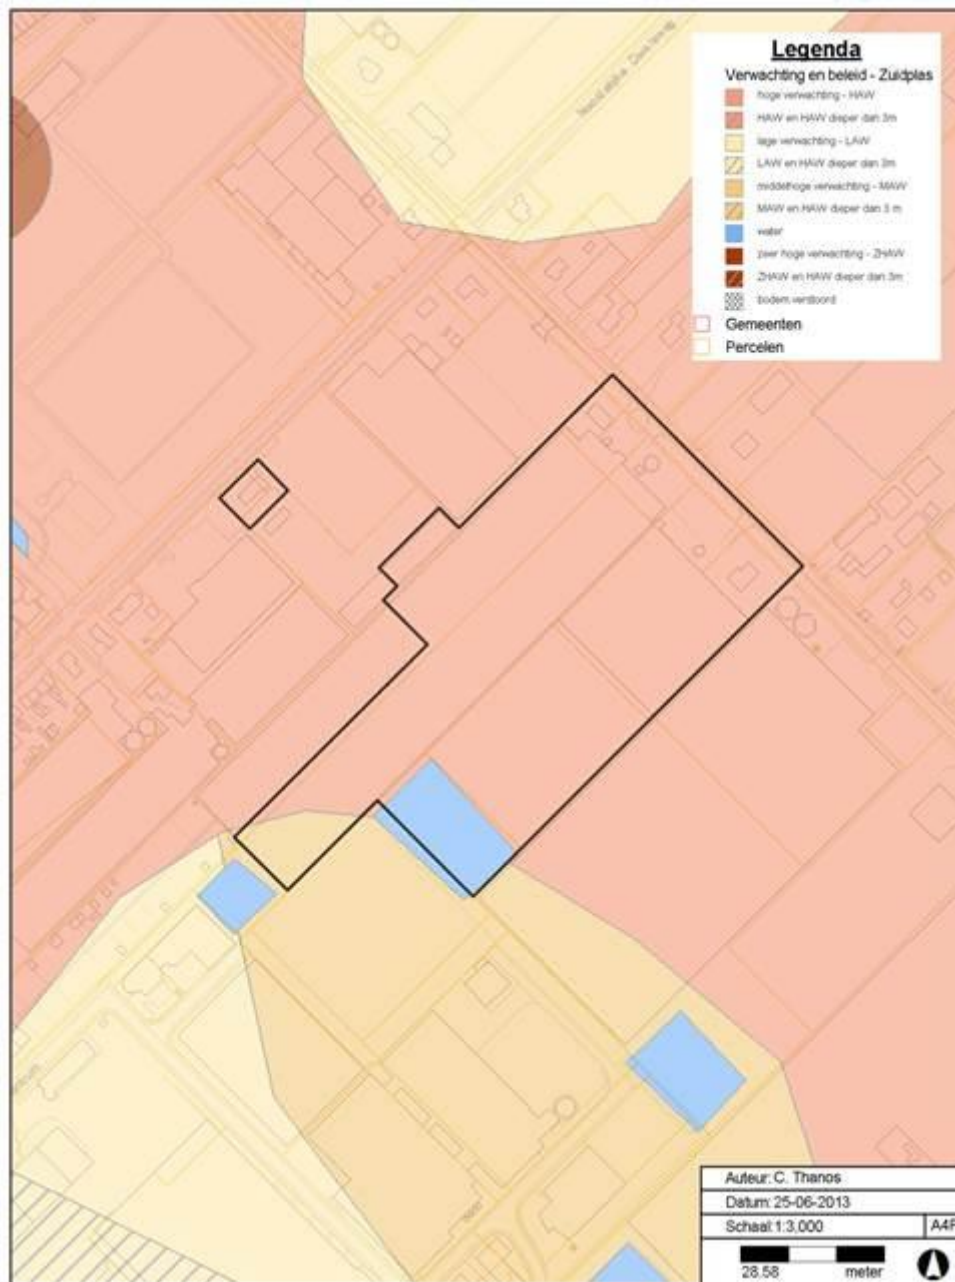 Legenda
Verwachting en beleid - Zuidplas
hoge verwachting - HAW
HAW en HAW dieper dan 3m
lage verwachting - LAW
LAW en HAW dieper dan 3m
middelhoge verwachting - MAW
MAW en HAW dieper dan 3 m
water
zeer hoge verwachting - ZHAW
ZHAW en HAW dieper dan 3m
bodem verstoord
Gemeenten
Percelen
Auteur: C. Thanos
Datum: 25-06-2013
Schaal: 1:3,000
28.58 meter